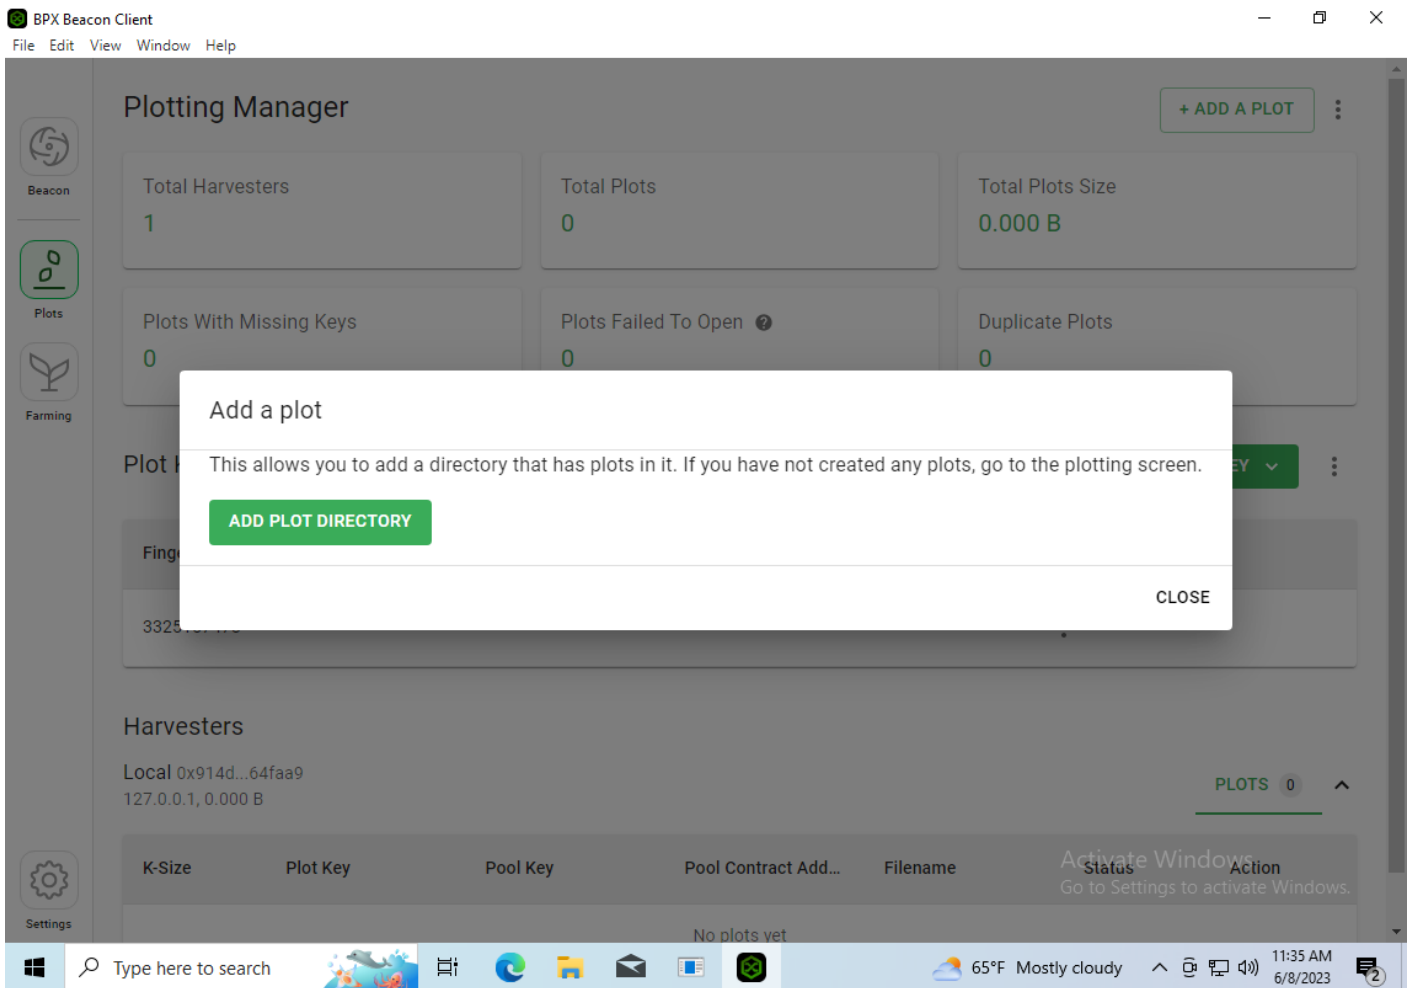 BPX Beacon Client
File Edit View Window Help
Plotting Manager
+ ADD A PLOT
Beacon
Total Harvesters
1
Total Plots
0
Total Plots Size
0.000 B
Plots
Plots With Missing Keys
0
Plots Failed To Open ?
0
Duplicate Plots
0
Farming
Add a plot
Plot
This allows you to add a directory that has plots in it. If you have not created any plots, go to the plotting screen.
EY
ADD PLOT DIRECTORY
CLOSE
Harvesters
Local 0x914d...64faa9
127.0.0.1, 0.000 B
PLOTS 0
K-Size Plot Key Pool Key Pool Contract Add... Filename Status Action
Activate Windows
Go to Settings to activate Windows.
No plots yet
Settings
Type here to search
65°F Mostly cloudy
11:35 AM
6/8/2023
2